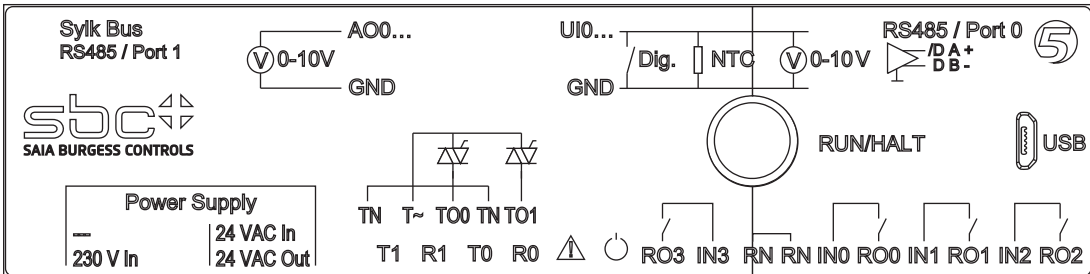 Sylk Bus
RS485 / Port 1
AO0...
V 0-10V
GND
UI0...
Dig. NTC V 0-10V
GND
RS485 / Port 0
/D A +
D B -
5
sbc
SAIA BURGESS CONTROLS
RUN/HALT
USB
Power Supply
--- 24 VAC In
230 V In 24 VAC Out
TN T~ TO0 TN TO1
T1 R1 T0 R0
RO3 IN3 RN RN IN0 RO0 IN1 RO1 IN2 RO2